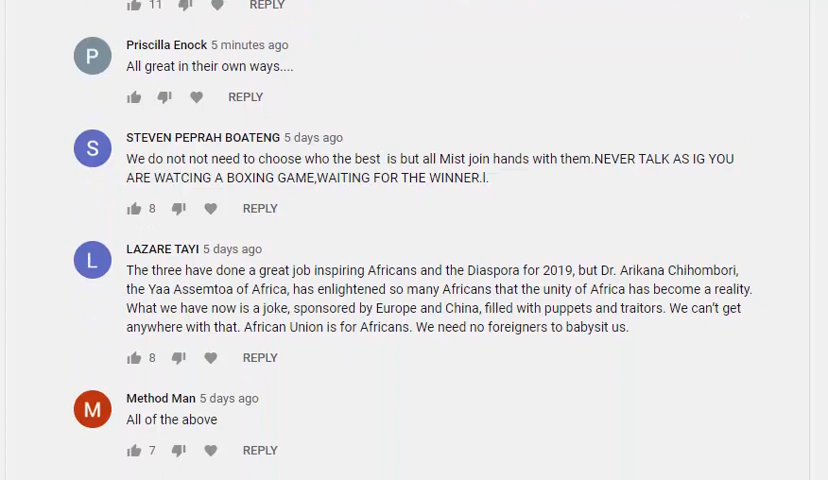 11 REPLY
P
Priscilla Enock 5 minutes ago
All great in their own ways....
REPLY
S
STEVEN PEPRAH BOATENG 5 days ago
We do not not need to choose who the best is but all Mist join hands with them.NEVER TALK AS IG YOU
ARE WATCING A BOXING GAME,WAITING FOR THE WINNER.l.
8 REPLY
L
LAZARE TAYI 5 days ago
The three have done a great job inspiring Africans and the Diaspora for 2019, but Dr. Arikana Chihombori,
the Yaa Assemtoa of Africa, has enlightened so many Africans that the unity of Africa has become a reality.
What we have now is a joke, sponsored by Europe and China, filled with puppets and traitors. We can't get
anywhere with that. African Union is for Africans. We need no foreigners to babysit us.
8 REPLY
M
Method Man 5 days ago
All of the above
7 REPLY